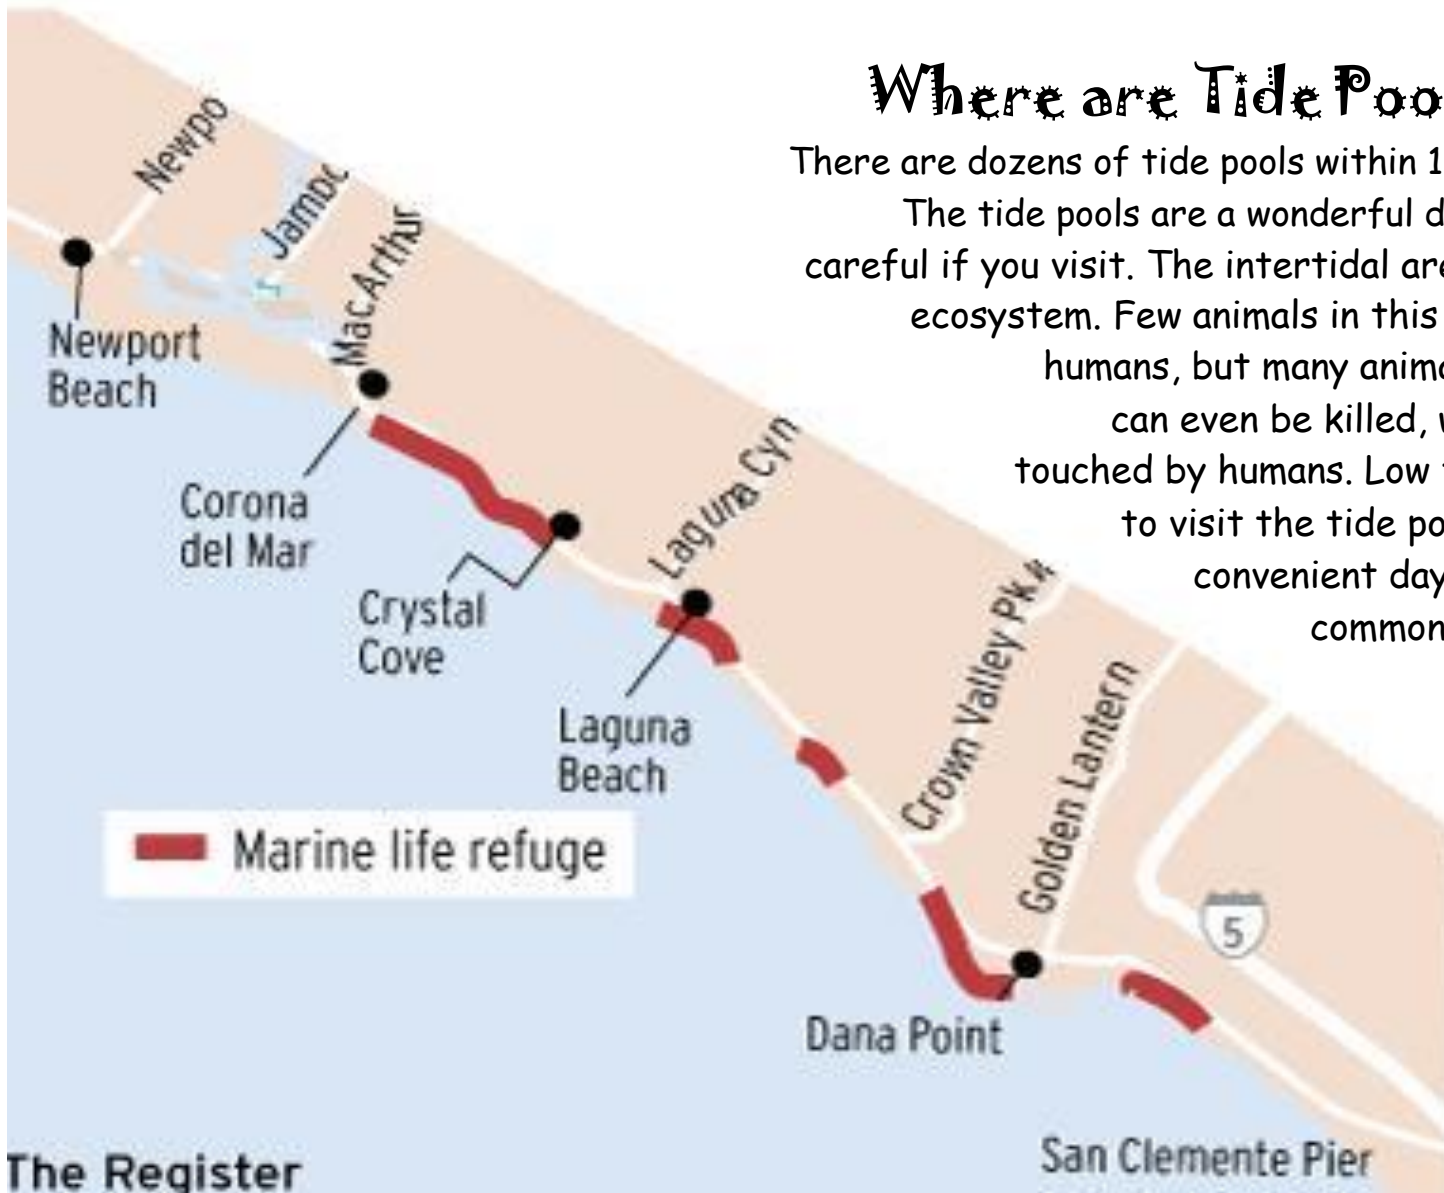 Where are Tide Poo
There are dozens of tide pools within 1
The tide pools are a wonderful d
careful if you visit. The intertidal are
ecosystem. Few animals in this
humans, but many anima
can even be killed, w
touched by humans. Low t
to visit the tide po
convenient day
common
Newpo
Jambo
MacArthur
Newport
Beach
Corona
del Mar
Laguna Cyn
Crystal
Cove
Crown Valley Pk
Laguna
Beach
Golden Lantern
Marine life refuge
5
Dana Point
San Clemente Pier
The Register